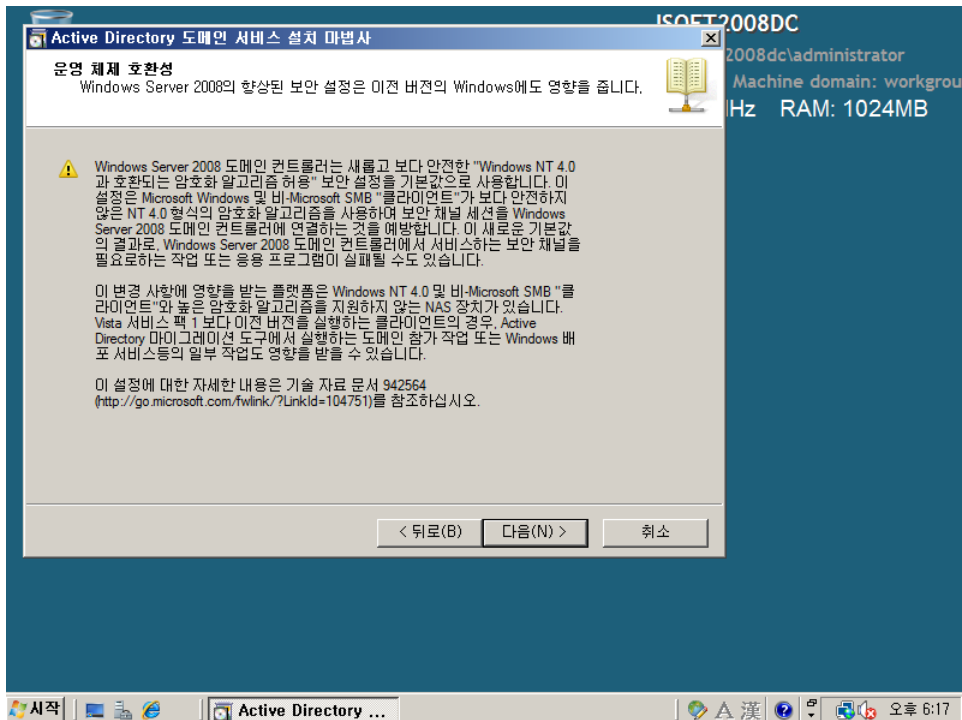 ISOFT2008DC
Active Directory 도메인 서비스 설치 마법사
2008dc\administrator
운영 체제 호환성
Windows Server 2008의 향상된 보안 설정은 이전 버전의 Windows에도 영향을 줍니다.
Machine domain: workgrou
Hz RAM: 1024MB
Windows Server 2008 도메인 컨트롤러는 새롭고 보다 안전한 "Windows NT 4.0
과 호환되는 암호화 알고리즘 허용" 보안 설정을 기본값으로 사용합니다. 이
설정은 Microsoft Windows 및 비-Microsoft SMB "클라이언트"가 보다 안전하지
않은 NT 4.0 형식의 암호화 알고리즘을 사용하며 보안 채널 세션을 Windows
Server 2008 도메인 컨트롤러에 연결하는 것을 예방합니다. 이 새로운 기본값
의 결과로, Windows Server 2008 도메인 컨트롤러에서 서비스하는 보안 채널을
필요로하는 작업 또는 응용 프로그램이 실패될 수도 있습니다.
이 변경 사항에 영향을 받는 플랫폼은 Windows NT 4.0 및 비-Microsoft SMB "클
라이언트"와 높은 암호화 알고리즘을 지원하지 않는 NAS 장치가 있습니다.
Vista 서비스 팩 1 보다 이전 버전을 실행하는 클라이언트의 경우, Active
Directory 마이그레이션 도구에서 실행하는 도메인 참가 작업 또는 Windows 배
포 서비스등의 일부 작업도 영향을 받을 수 있습니다.
이 설정에 대한 자세한 내용은 기술 자료 문서 942564
(http://go.microsoft.com/fwlink/?LinkId=104751)를 참조하십시오.
< 뒤로(B) 다음(N) > 취소
시작 Active Directory ... A 漢 오후 6:17